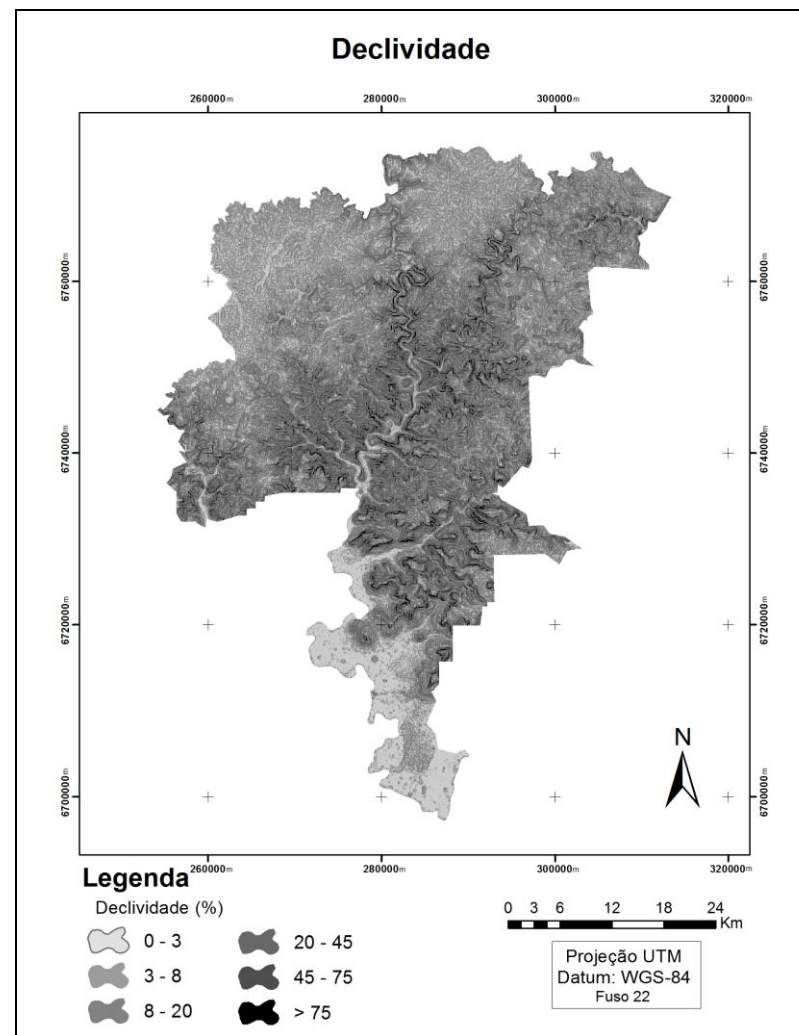 Declividade
260000m 280000m 300000m 320000m
6760000m 6760000m
6740000m 6740000m
6720000m 6720000m
N
6700000m 6700000m
260000m 280000m 300000m 320000m
Legenda
Declividade (%)
0 - 3
3 - 8
8 - 20
20 - 45
45 - 75
> 75
0 3 6 12 18 24
Km
Projeção UTM
Datum: WGS-84
Fuso 22